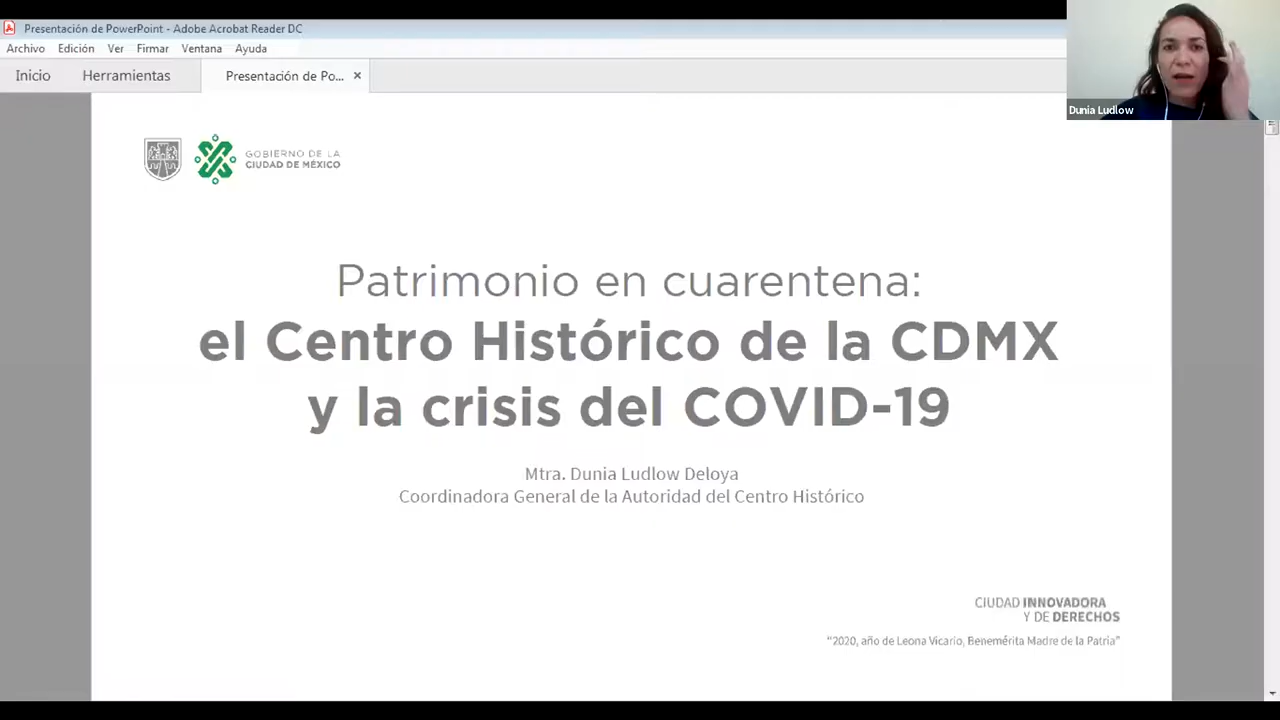 Presentación de PowerPoint - Adobe Acrobat Reader DC
Archivo Edición Ver Firmar Ventana Ayuda
Inicio Herramientas Presentación de Po... ×
Dunia Ludlow
GOBIERNO DE LA
CIUDAD DE MÉXICO
Patrimonio en cuarentena:
el Centro Histórico de la CDMX
y la crisis del COVID-19
Mtra. Dunia Ludlow Deloya
Coordinadora General de la Autoridad del Centro Histórico
CIUDAD INNOVADORA
Y DE DERECHOS
“2020, año de Leona Vicario, Benemérita Madre de la Patria”